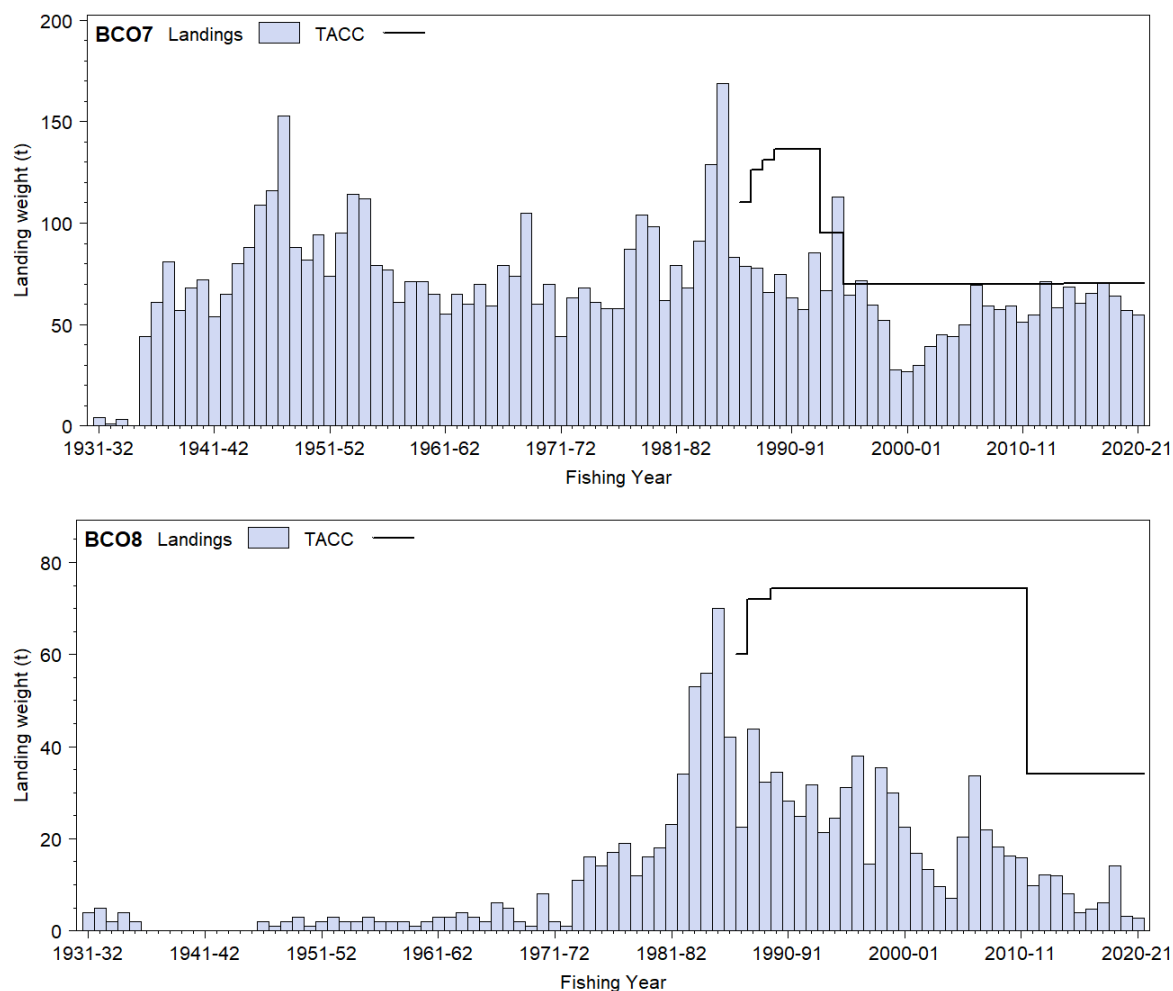 BCO7 Landings TACC
200
150
100
50
0
Landing weight (t)
1931-32 1941-42 1951-52 1961-62 1971-72 1981-82 1990-91 2000-01 2010-11 2020-21
Fishing Year
BCO8 Landings TACC
80
60
40
20
0
Landing weight (t)
1931-32 1941-42 1951-52 1961-62 1971-72 1981-82 1990-91 2000-01 2010-11 2020-21
Fishing Year